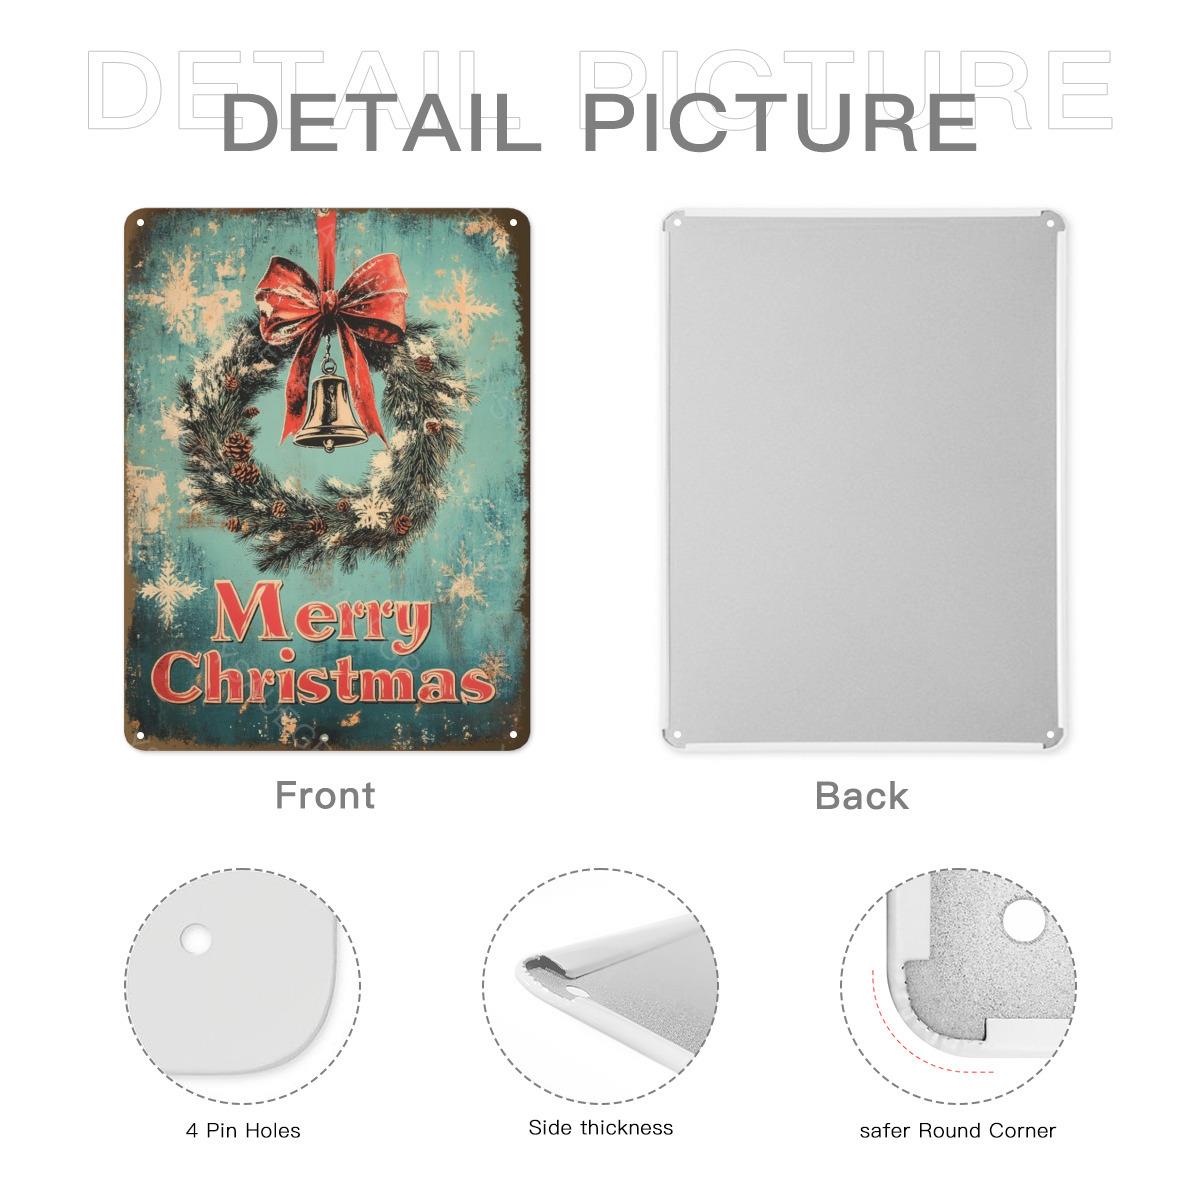 DETAIL PICTURE
DETAIL PICTURE
Merry
Christmas
Front
Back
4 Pin Holes
Side thickness
safer Round Corner